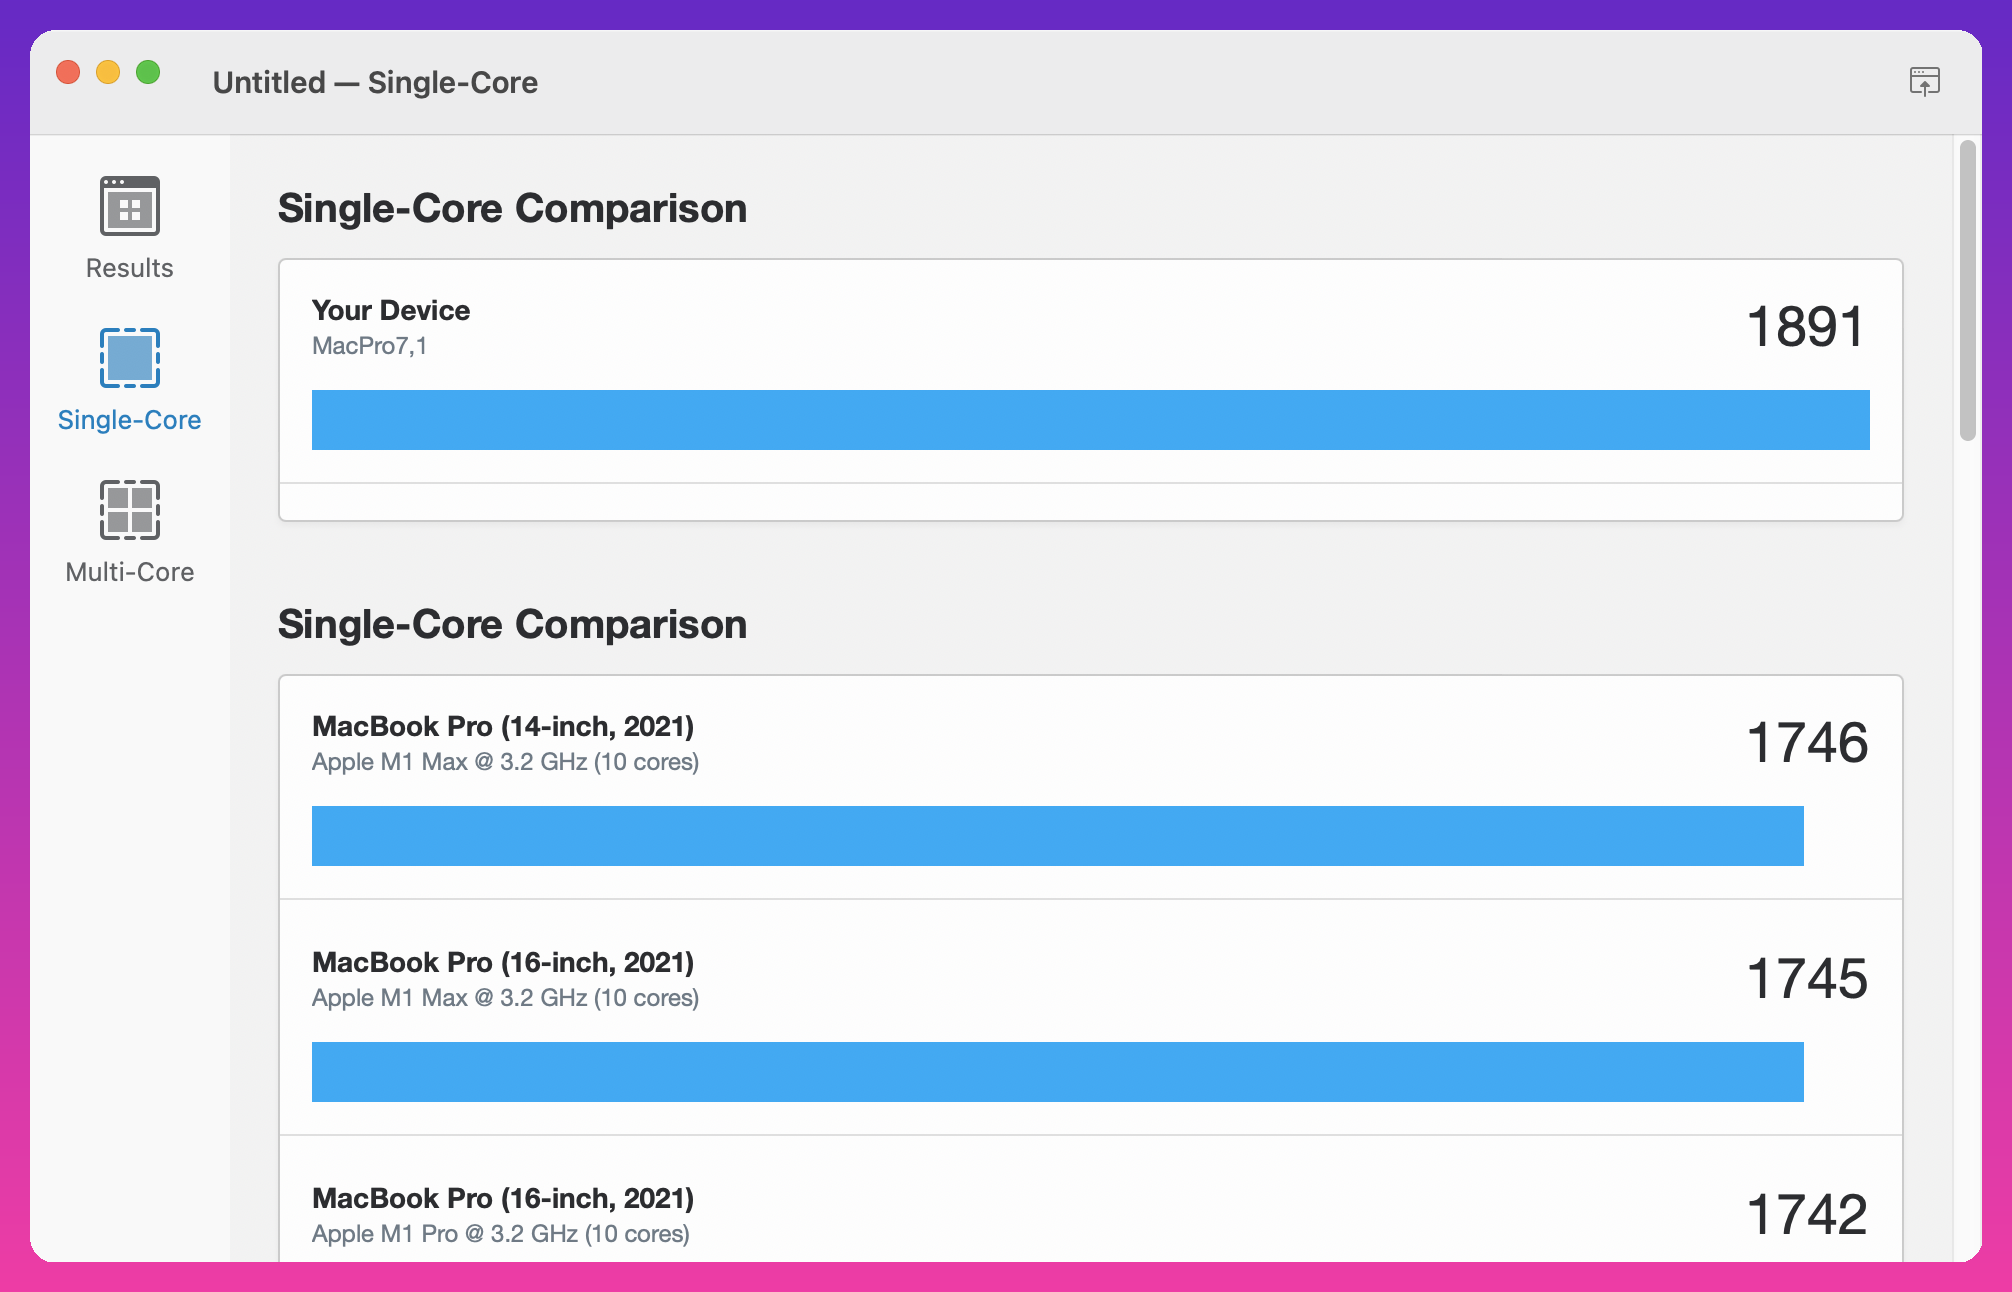 Untitled — Single-Core
Results
Single-Core
Multi-Core
Single-Core Comparison
Your Device
MacPro7,1
1891
Single-Core Comparison
MacBook Pro (14-inch, 2021)
Apple M1 Max @ 3.2 GHz (10 cores)
1746
MacBook Pro (16-inch, 2021)
Apple M1 Max @ 3.2 GHz (10 cores)
1745
MacBook Pro (16-inch, 2021)
Apple M1 Pro @ 3.2 GHz (10 cores)
1742